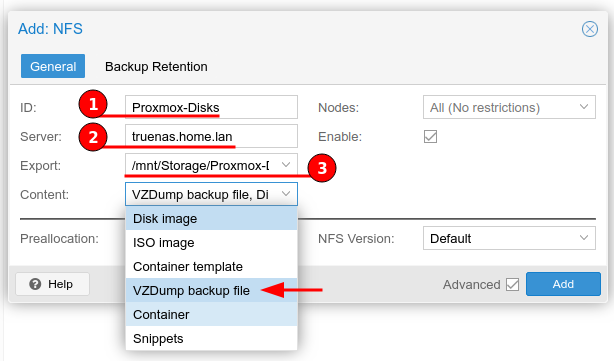 Add: NFS
General Backup Retention
ID: 1 Proxmox-Disks Nodes: All (No restrictions)
Server: 2 truenas.home.lan Enable:
Export: /mnt/Storage/Proxmox-D 3
Content: VZDump backup file, Di
Disk image
ISO image
Preallocation: NFS Version: Default
Container template
VZDump backup file
? Help Advanced Add
Container
Snippets